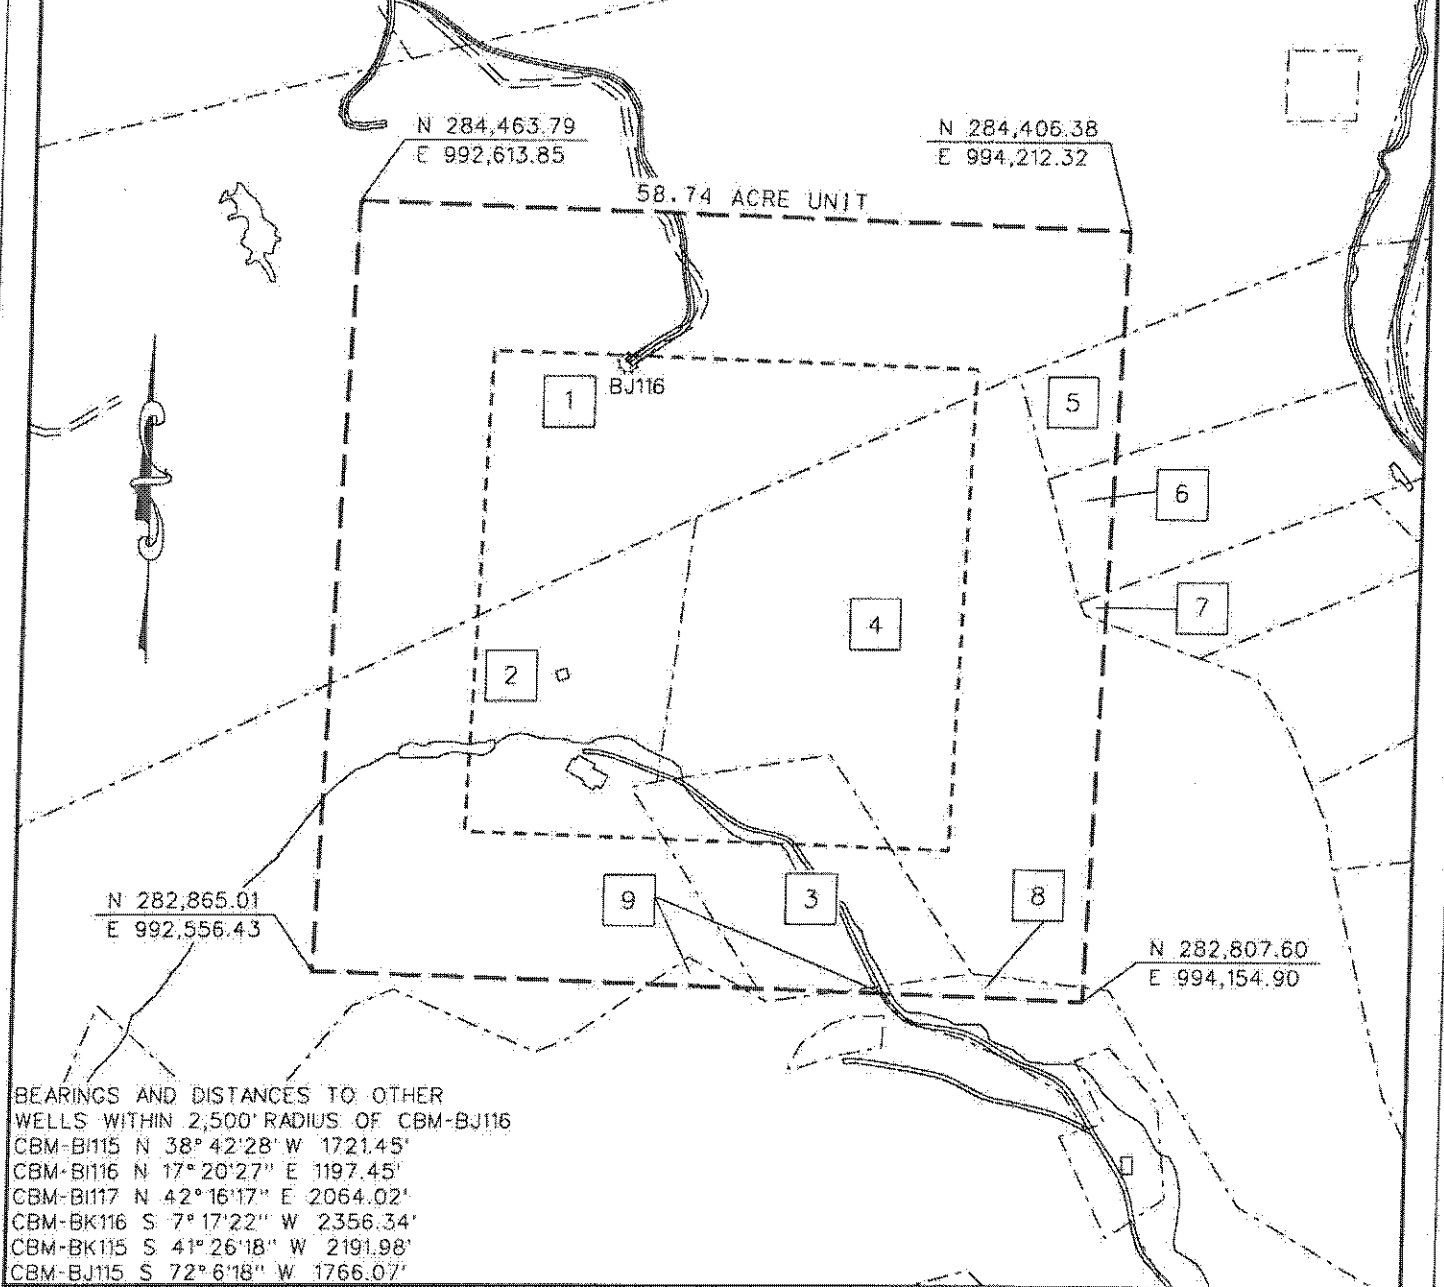 N 284,463.79
E 992,613.85
N 284,406.38
E 994,212.32
58.74 ACRE UNIT
1
BJ116
5
6
7
4
2
N 282,865.01
E 992,556.43
9
3
8
N 282,807.60
E 994,154.90
BEARINGS AND DISTANCES TO OTHER
WELLS WITHIN 2,500' RADIUS OF CBM-BJ116
CBM-BI115 N 38° 42'28" W 1721.45'
CBM-BI116 N 17° 20'27" E 1197.45'
CBM-BI117 N 42° 16'17" E 2064.02'
CBM-BK116 S 7° 17'22" W 2356.34'
CBM-BK115 S 41° 26'18" W 2191.98'
CBM-BJ115 S 72° 6'18" W 1766.07'